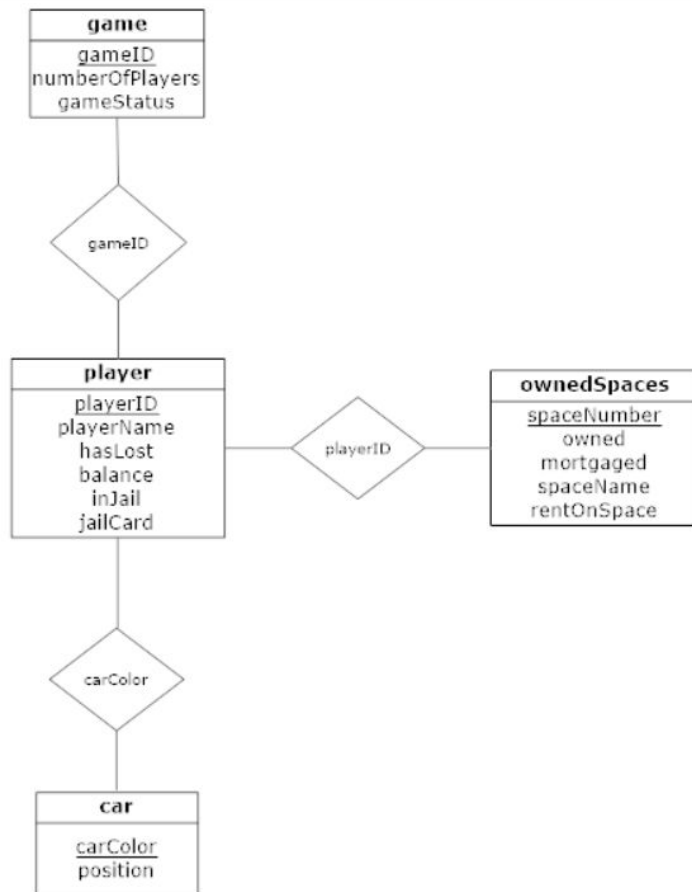 game
gameID
numberOfPlayers
gameStatus
gameID
player
playerID
playerName
hasLost
balance
inJail
jailCard
playerID
ownedSpaces
spaceNumber
owned
mortgaged
spaceName
rentOnSpace
carColor
car
carColor
position